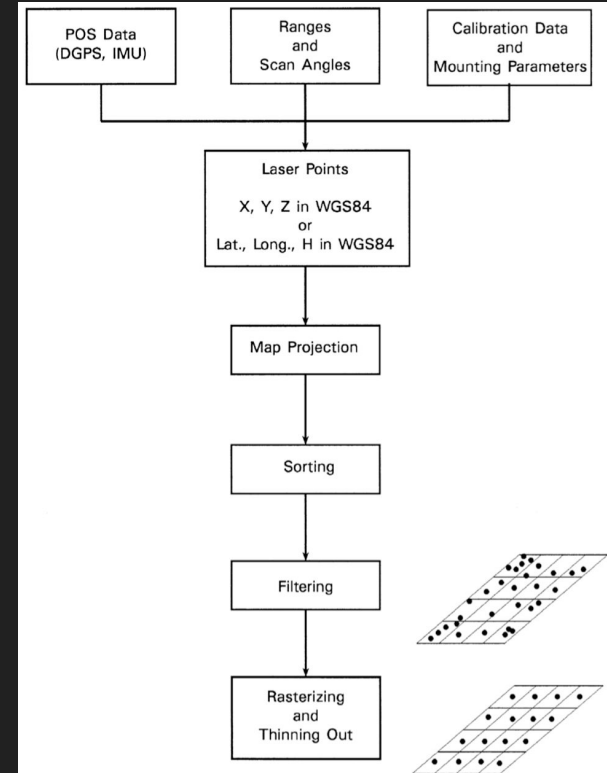 POS Data
(DGPS, IMU)
Ranges
and
Scan Angles
Calibration Data
and
Mounting Parameters
Laser Points
X, Y, Z in WGS84
or
Lat., Long., H in WGS84
Map Projection
Sorting
Filtering
Rasterizing
and
Thinning Out